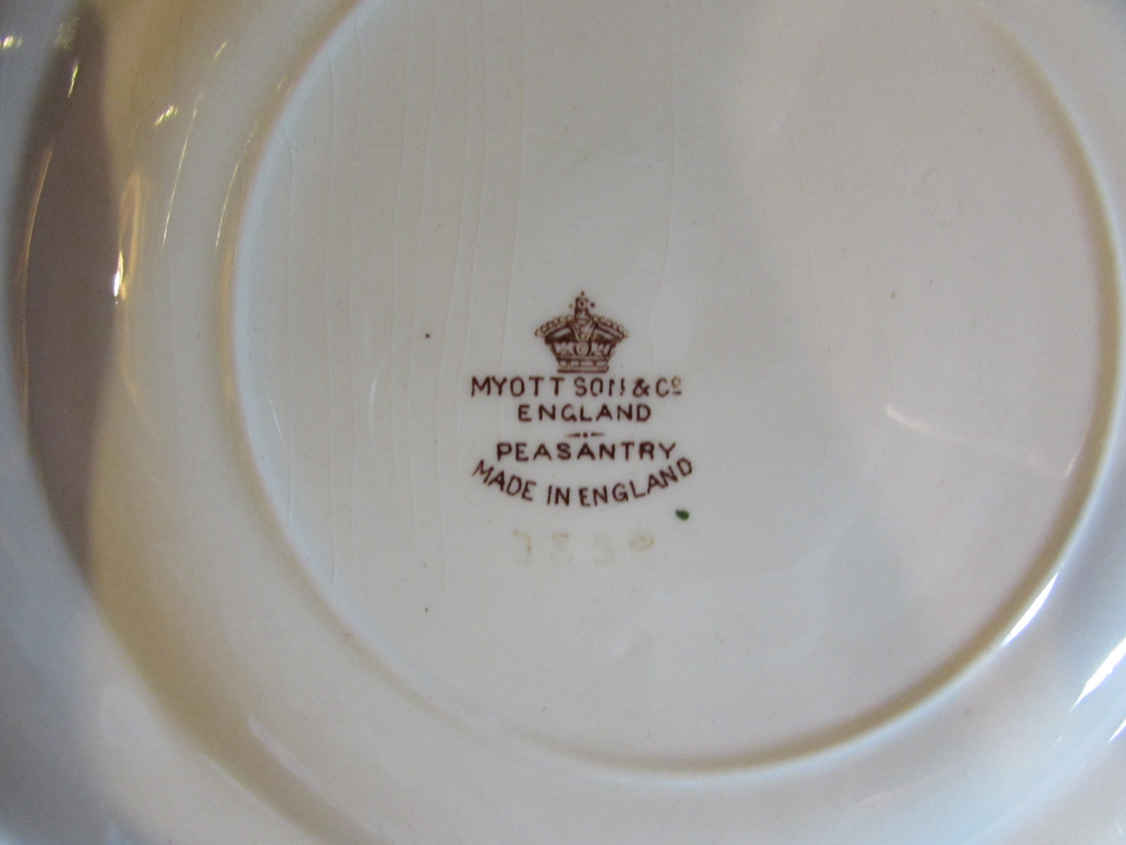 MYOTT SON & Cº
ENGLAND
PEASANTRY
MADE IN ENGLAND